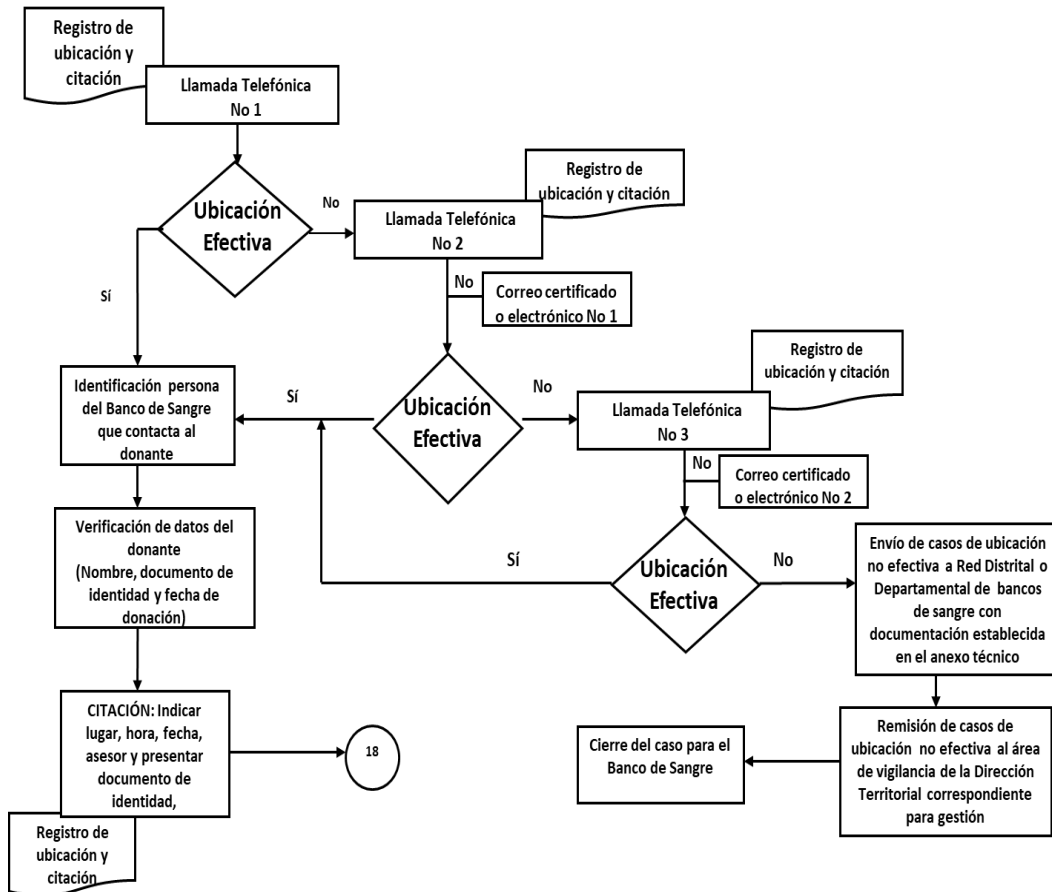 Registro de
ubicación y
citación
Llamada Telefónica
No 1
Ubicación
Efectiva
No
Sí
Registro de
ubicación y citación
Llamada Telefónica
No 2
No
Correo certificado
o electrónico No 1
Ubicación
Efectiva
Sí
No
Registro de
ubicación y citación
Llamada Telefónica
No 3
No
Correo certificado
o electrónico No 2
Ubicación
Efectiva
Sí
No
Identificación persona
del Banco de Sangre
que contacta al
donante
Verificación de datos del
donante
(Nombre, documento de
identidad y fecha de
donación)
CITACIÓN: Indicar
lugar, hora, fecha,
asesor y presentar
documento de
identidad,
Registro de
ubicación y
citación
18
Envío de casos de ubicación
no efectiva a Red Distrital o
Departamental de bancos
de sangre con
documentación establecida
en el anexo técnico
Remisión de casos de
ubicación no efectiva al área
de vigilancia de la Dirección
Territorial correspondiente
para gestión
Cierre del caso para el
Banco de Sangre